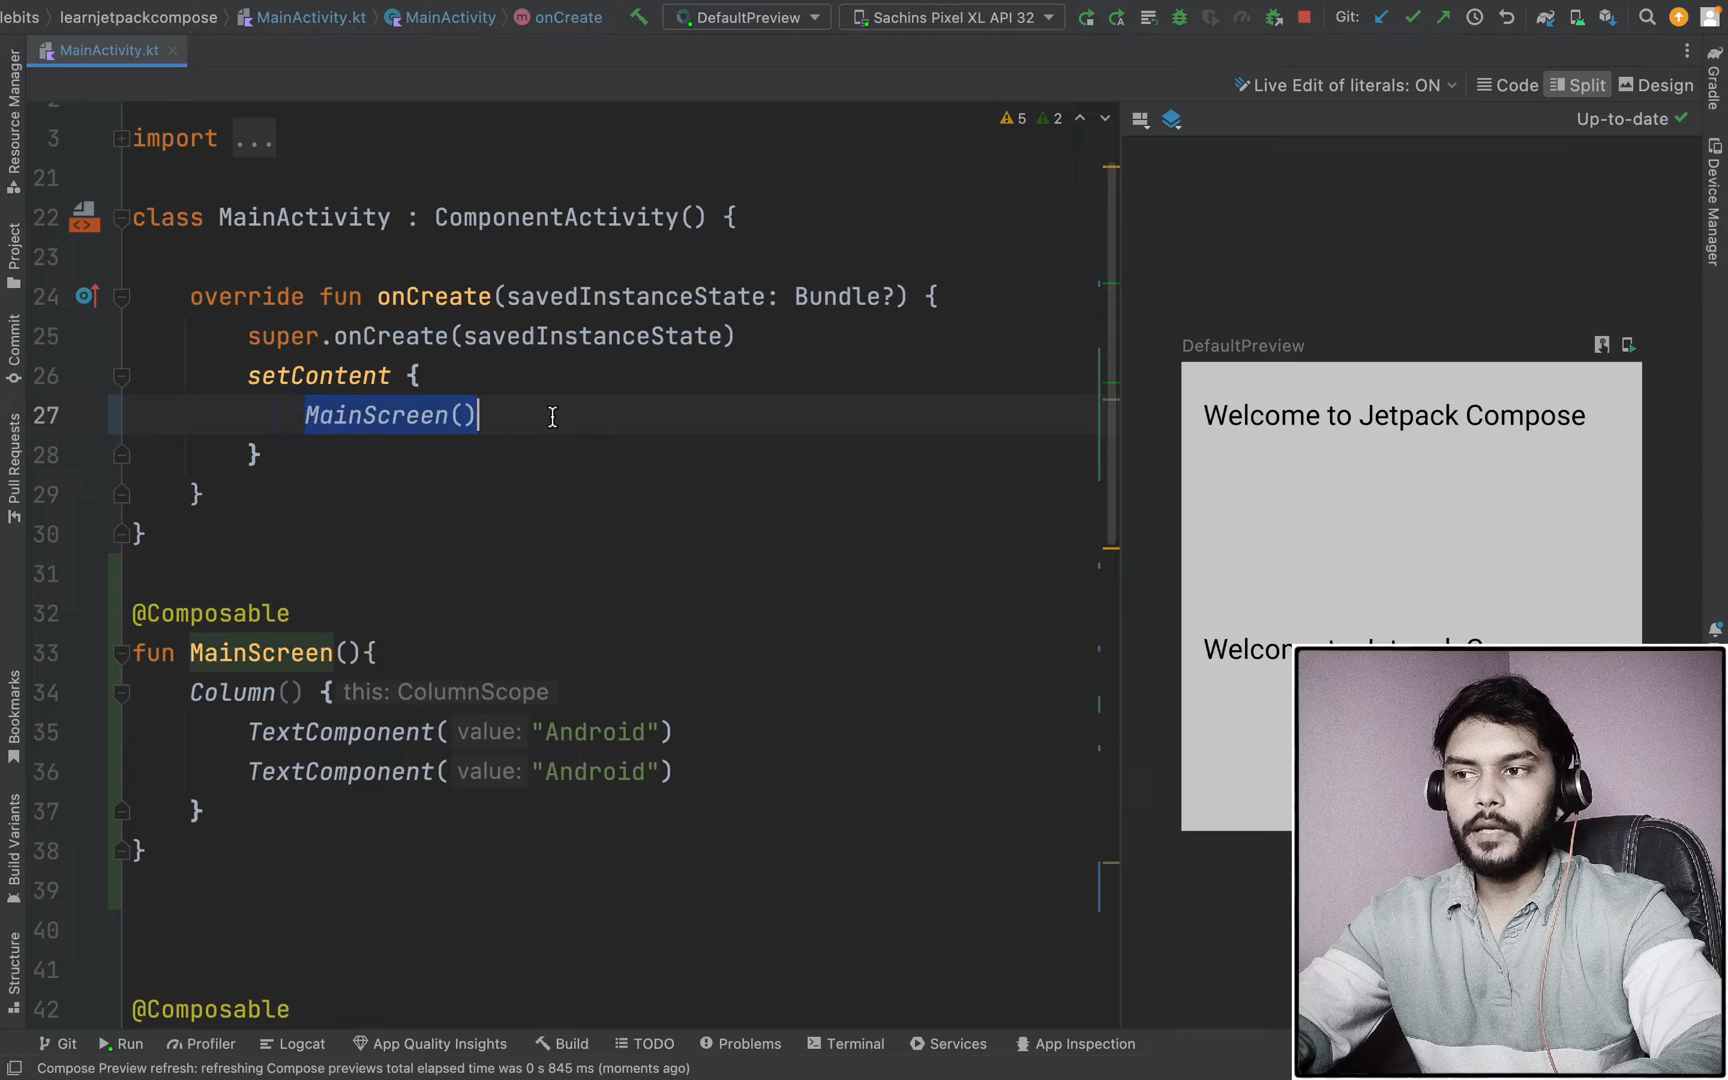 lebits learnjetpackcompose MainActivity.kt MainActivity onCreate DefaultPreview Sachins Pixel XL API 32 Git:
MainActivity.kt
Live Edit of literals: ON Code Split Design
5 2 Up-to-date
2
3 import ...
21
22 class MainActivity : ComponentActivity() {
23
24 override fun onCreate(savedInstanceState: Bundle?) {
25 super.onCreate(savedInstanceState)
26 setContent {
27 MainScreen()
28 }
29 }
30 }
31
32 @Composable
33 fun MainScreen(){
34 Column() { this: ColumnScope
35 TextComponent( value: "Android")
36 TextComponent( value: "Android")
37 }
38 }
39
40
41
42 @Composable
DefaultPreview
Welcome to Jetpack Compose
Resource Manager
Project
Commit
Pull Requests
Bookmarks
Build Variants
Structure
Gradle
Device Manager
Git Run Profiler Logcat App Quality Insights Build TODO Problems Terminal Services App Inspection
Compose Preview refresh: refreshing Compose previews total elapsed time was 0 s 845 ms (moments ago)